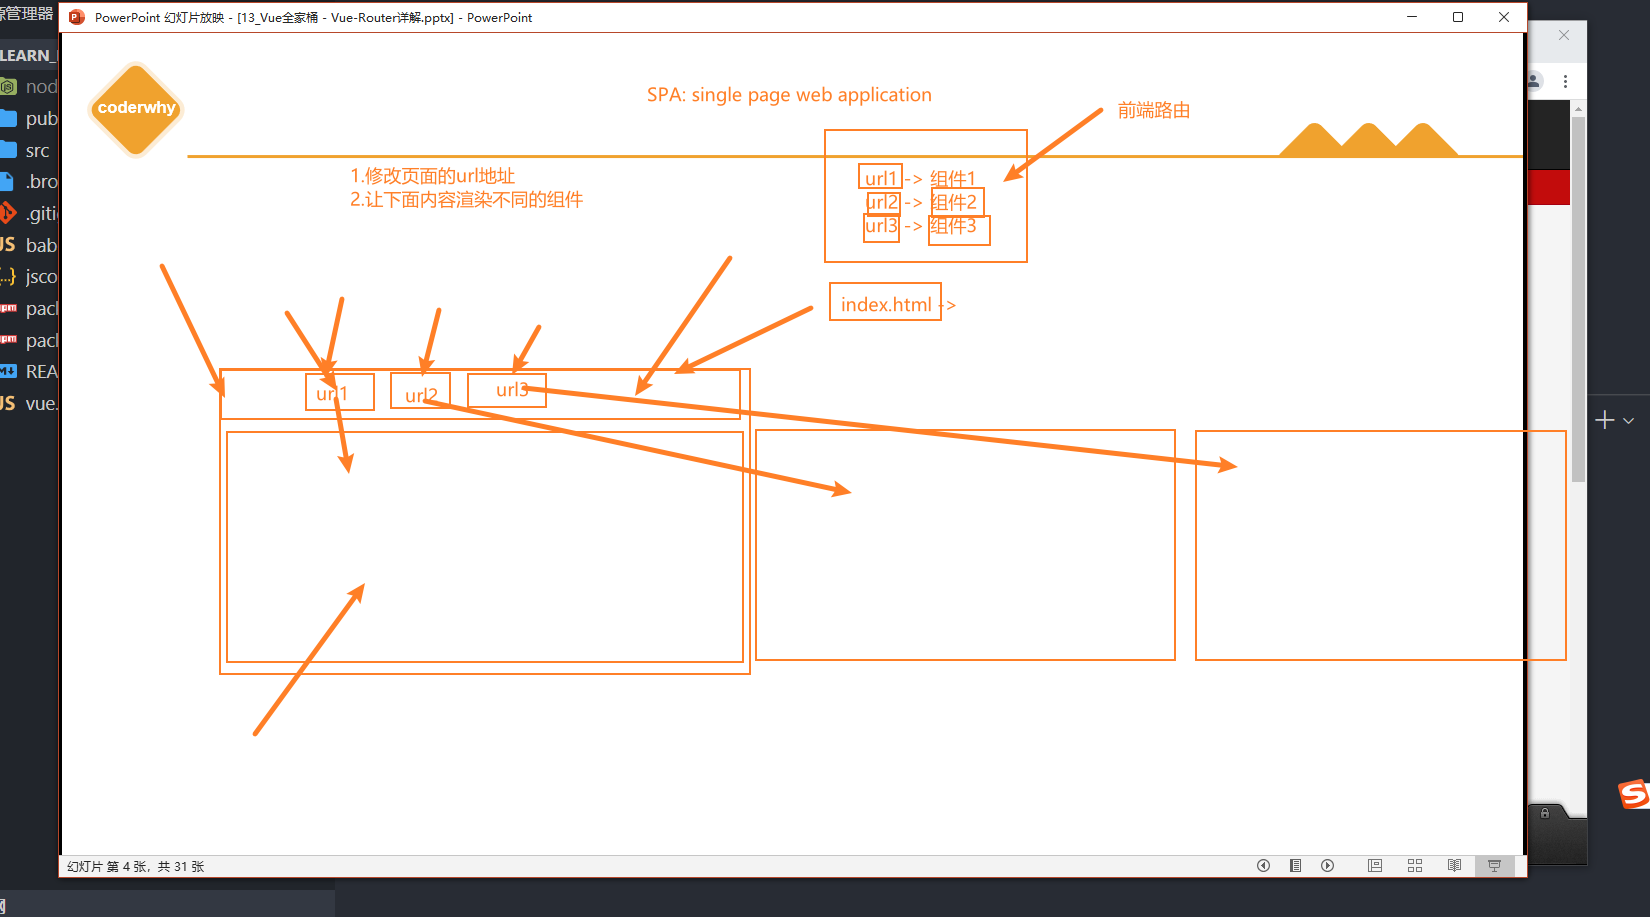 PowerPoint 幻灯片放映 - [13_Vue全家桶 - Vue-Router详解.pptx] - PowerPoint
源管理器
LEARN_
nod
pub
src
.bro
.giti
JS bab
{..} jsco
npm pack
npm pack
REA
JS vue.
coderwhy
SPA: single page web application
前端路由
1.修改页面的url地址
2.让下面内容渲染不同的组件
url1 -> 组件1
url2 -> 组件2
url3 -> 组件3
index.html ->
url1
url2
url3
幻灯片 第 4 张，共 31 张
网